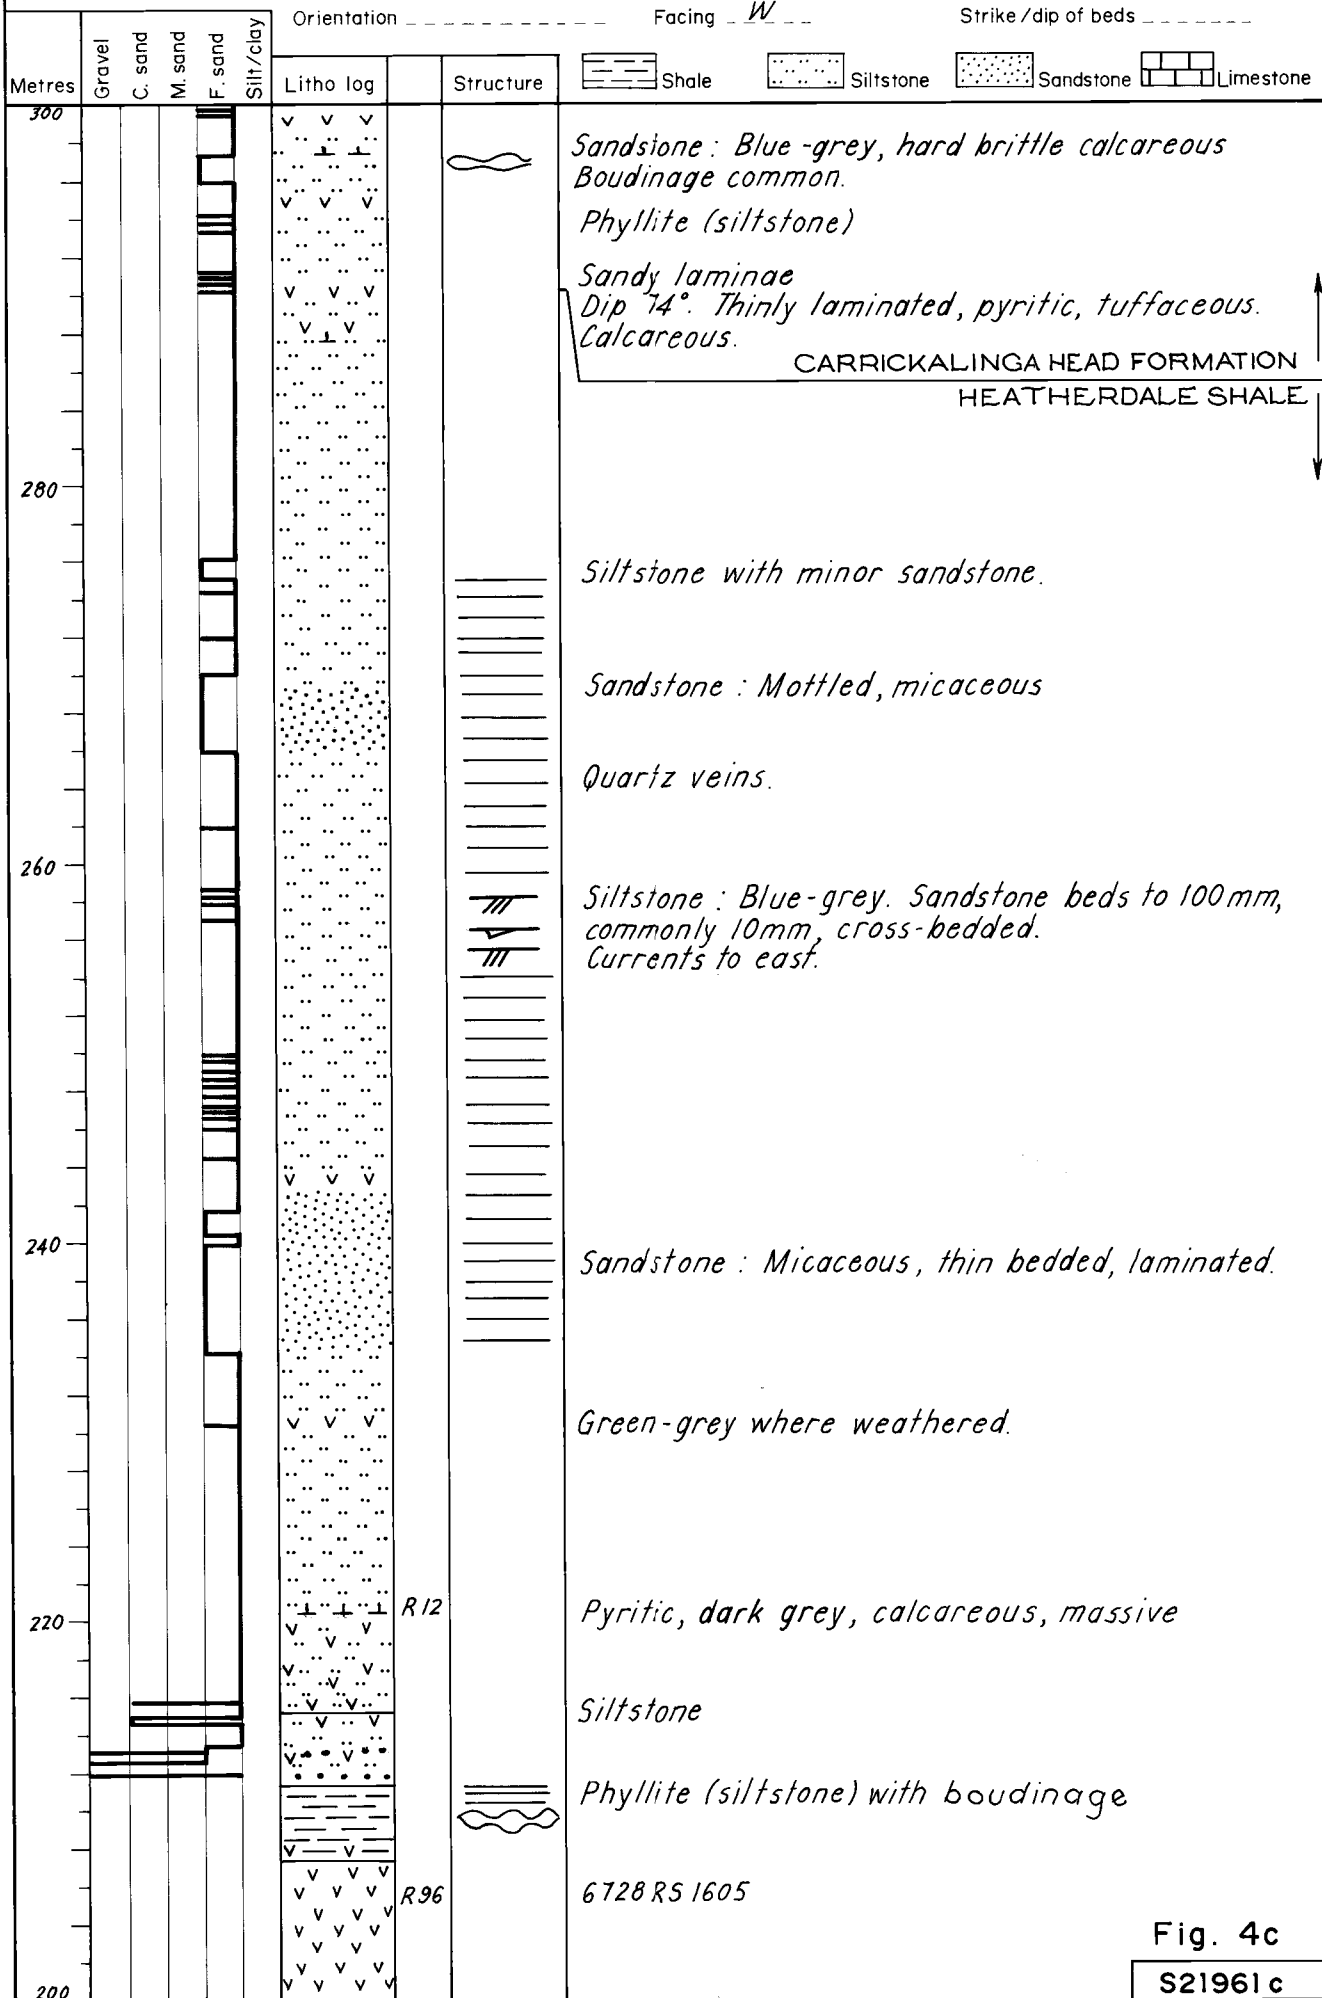 Orientation Facing W Strike/dip of beds
Metres Gravel C. sand M. sand F. sand Silt/clay Litho log Structure Shale Siltstone Sandstone Limestone
300
Sandstone : Blue-grey, hard brittle calcareous
Boudinage common.
Phyllite (siltstone)
Sandy laminae
Dip 74°. Thinly laminated, pyritic, tuffaceous.
Calcareous.
CARRICKALINGA HEAD FORMATION
HEATHERDALE SHALE
280
Siltstone with minor sandstone.
Sandstone : Mottled, micaceous
Quartz veins.
260
Siltstone : Blue-grey. Sandstone beds to 100mm,
commonly 10mm, cross-bedded.
Currents to east.
240
Sandstone : Micaceous, thin bedded, laminated.
Green-grey where weathered.
R12
220 Pyritic, dark grey, calcareous, massive
Siltstone
Phyllite (siltstone) with boudinage
R96 6728 RS 1605
Fig. 4c
S21961c
200